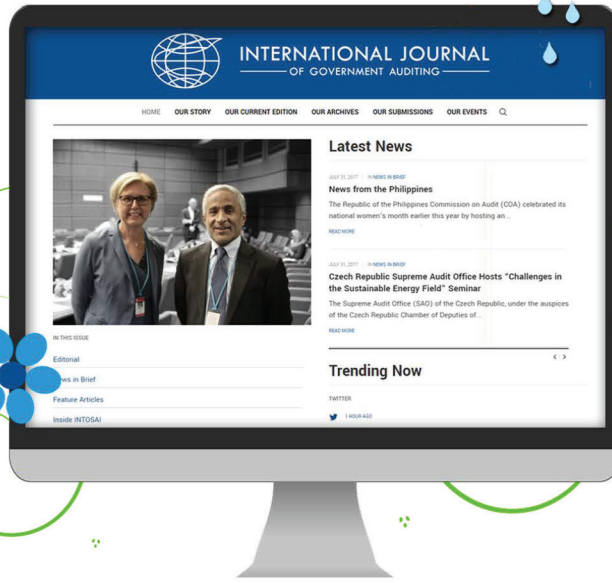 INTERNATIONAL JOURNAL
OF GOVERNMENT AUDITING
HOME OUR STORY OUR CURRENT EDITION OUR ARCHIVES OUR SUBMISSIONS OUR EVENTS
Latest News
JULY 31, 2017 | IN NEWS IN BRIEF
News from the Philippines
The Republic of the Philippines Commission on Audit (COA) celebrated its
national women's month earlier this year by hosting an...
READ MORE
JULY 31, 2017 | IN NEWS IN BRIEF
Czech Republic Supreme Audit Office Hosts "Challenges in
the Sustainable Energy Field" Seminar
The Supreme Audit Office (SAO) of the Czech Republic, under the auspices
of the Czech Republic Chamber of Deputies of...
READ MORE
IN THIS ISSUE
Editorial
News in Brief
Feature Articles
Inside INTOSAI
Trending Now
TWITTER
1 HOUR AGO